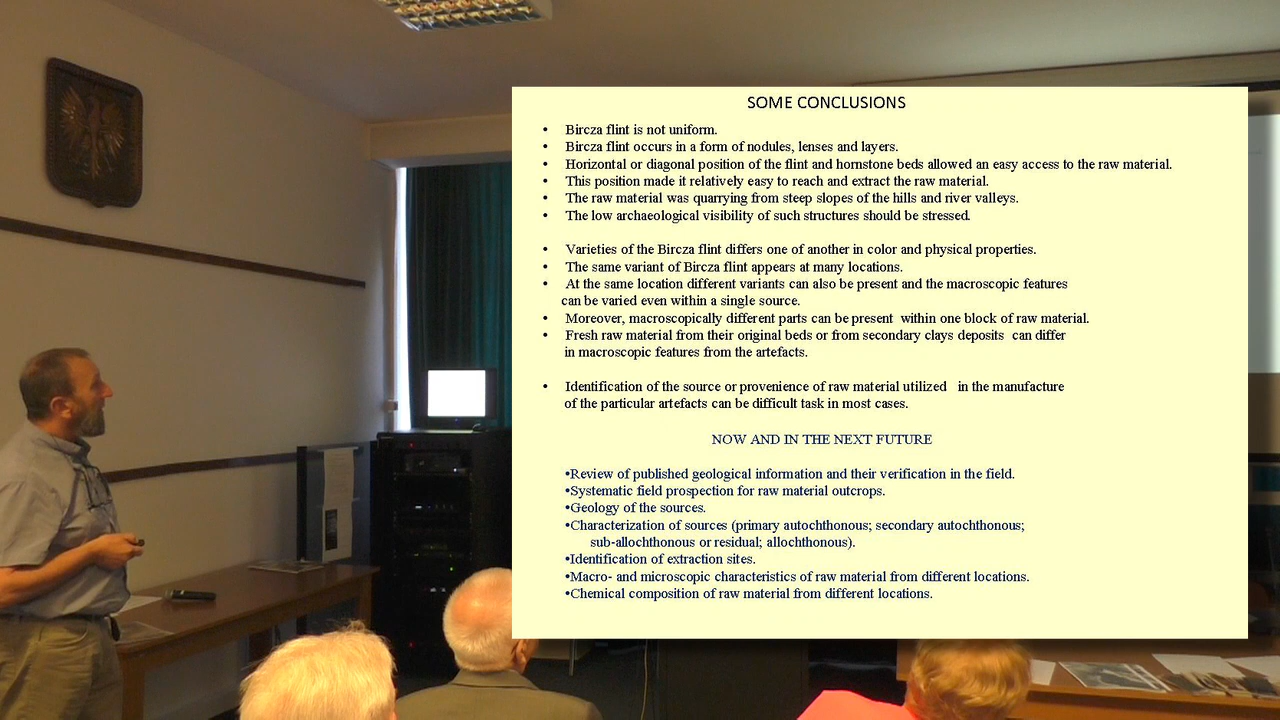 SOME CONCLUSIONS
• Bircza flint is not uniform.
• Bircza flint occurs in a form of nodules, lenses and layers.
• Horizontal or diagonal position of the flint and hornstone beds allowed an easy access to the raw material.
• This position made it relatively easy to reach and extract the raw material.
• The raw material was quarrying from steep slopes of the hills and river valleys.
• The low archaeological visibility of such structures should be stressed.
• Varieties of the Bircza flint differs one of another in color and physical properties.
• The same variant of Bircza flint appears at many locations.
• At the same location different variants can also be present and the macroscopic features
can be varied even within a single source.
• Moreover, macroscopically different parts can be present within one block of raw material.
• Fresh raw material from their original beds or from secondary clays deposits can differ
in macroscopic features from the artefacts.
• Identification of the source or provenience of raw material utilized in the manufacture
of the particular artefacts can be difficult task in most cases.
NOW AND IN THE NEXT FUTURE
•Review of published geological information and their verification in the field.
•Systematic field prospection for raw material outcrops.
•Geology of the sources.
•Characterization of sources (primary autochthonous; secondary autochthonous;
sub-allochthonous or residual; allochthonous).
•Identification of extraction sites.
•Macro- and microscopic characteristics of raw material from different locations.
•Chemical composition of raw material from different locations.